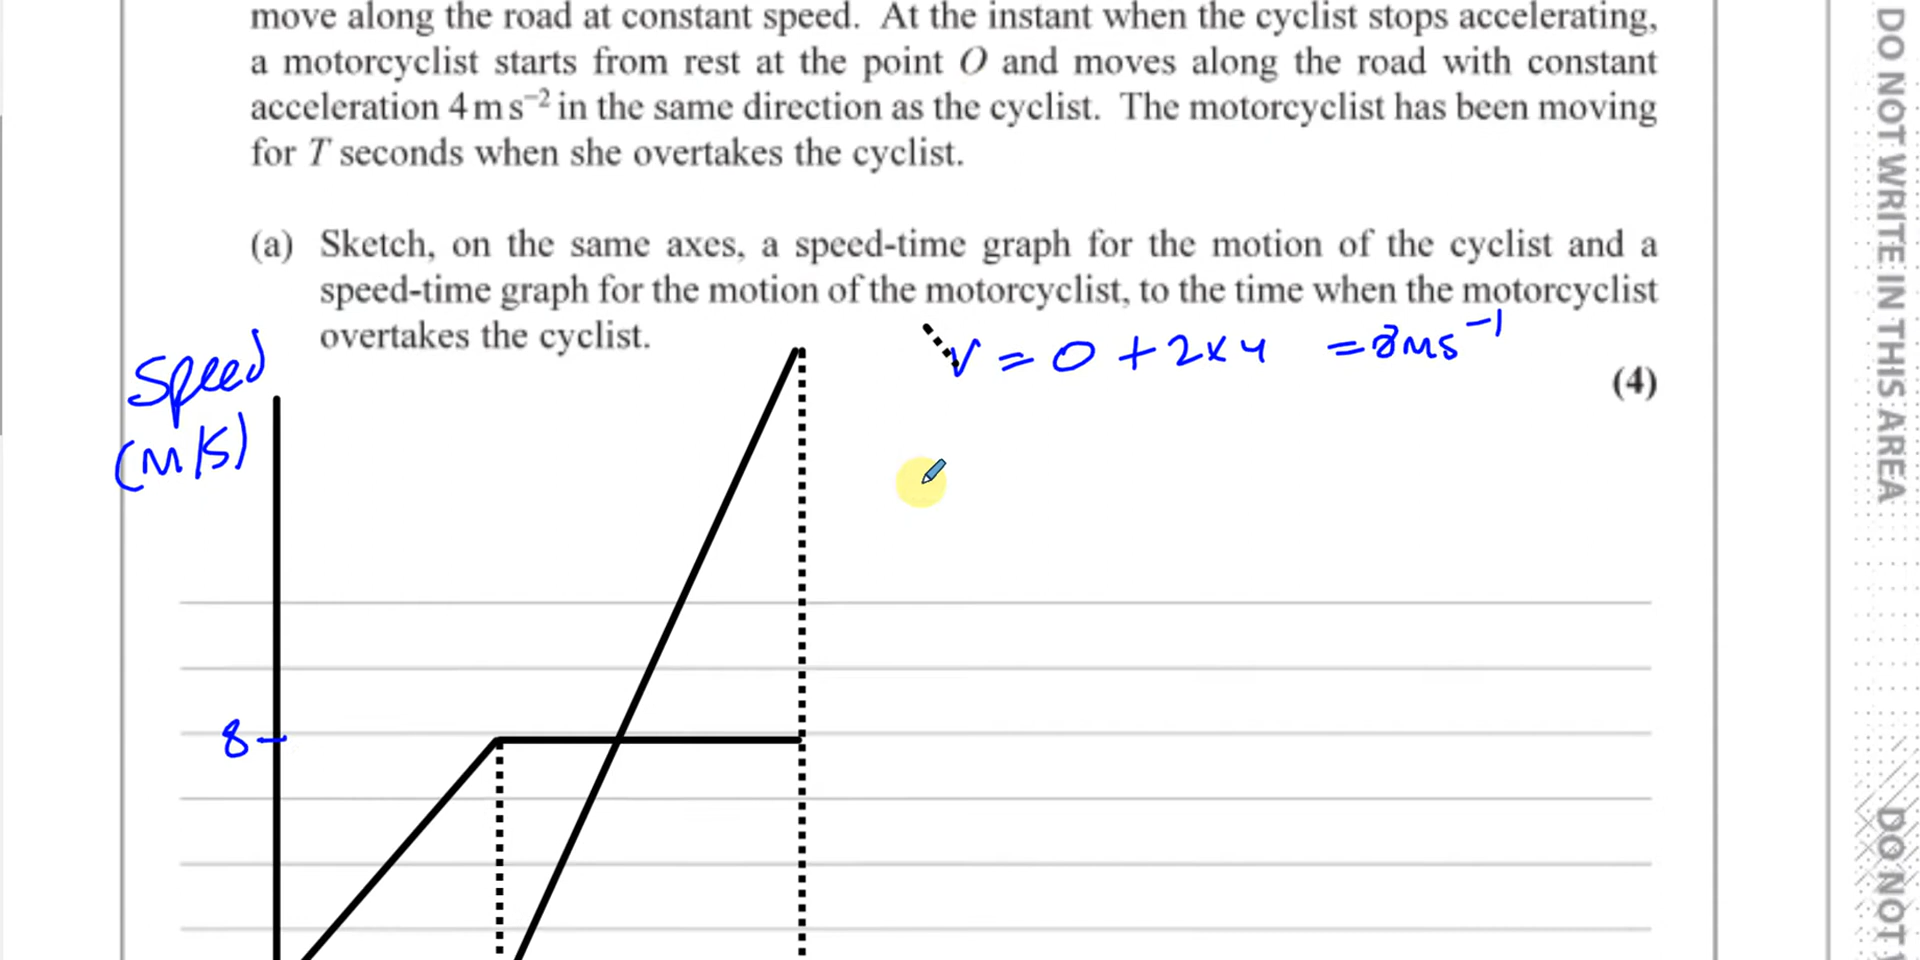 move along the road at constant speed. At the instant when the cyclist stops accelerating,
a motorcyclist starts from rest at the point O and moves along the road with constant
acceleration 4 m s⁻² in the same direction as the cyclist. The motorcyclist has been moving
for T seconds when she overtakes the cyclist.
(a) Sketch, on the same axes, a speed-time graph for the motion of the cyclist and a
speed-time graph for the motion of the motorcyclist, to the time when the motorcyclist
overtakes the cyclist.
V = 0 + 2 x 4 = 8 ms⁻¹
(4)
Speed
(m/s)
8
DO NOT WRITE IN THIS AREA
DO NOT